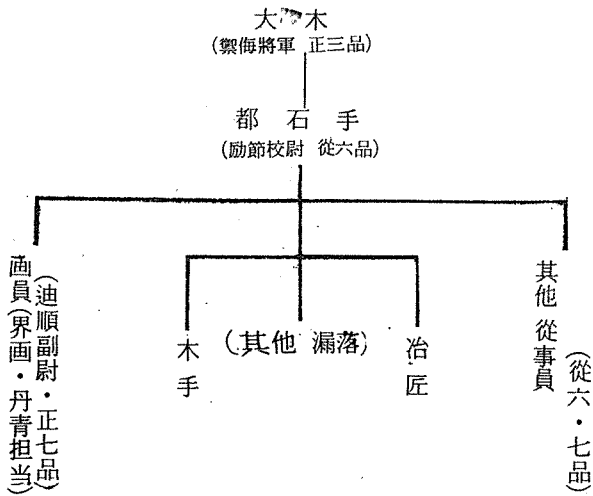 大木
(禦侮將軍 正三品)
都石手
(励節校尉 從六品)
画員(界画・丹青担当)
(迪順副尉・正七品)
木手
(其他 漏落)
冶匠
其他 從事員
(從六・七品)